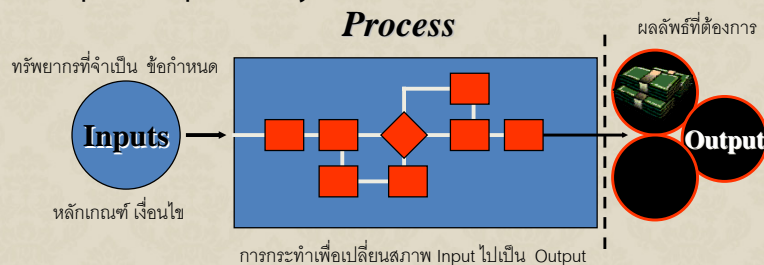 Process
ผลลัพธ์ที่ต้องการ
ทรัพยากรที่จำเป็น ข้อกำหนด
Inputs
Output
หลักเกณฑ์ เงื่อนไข
การกระทำเพื่อเปลี่ยนสภาพ Input ไปเป็น Output